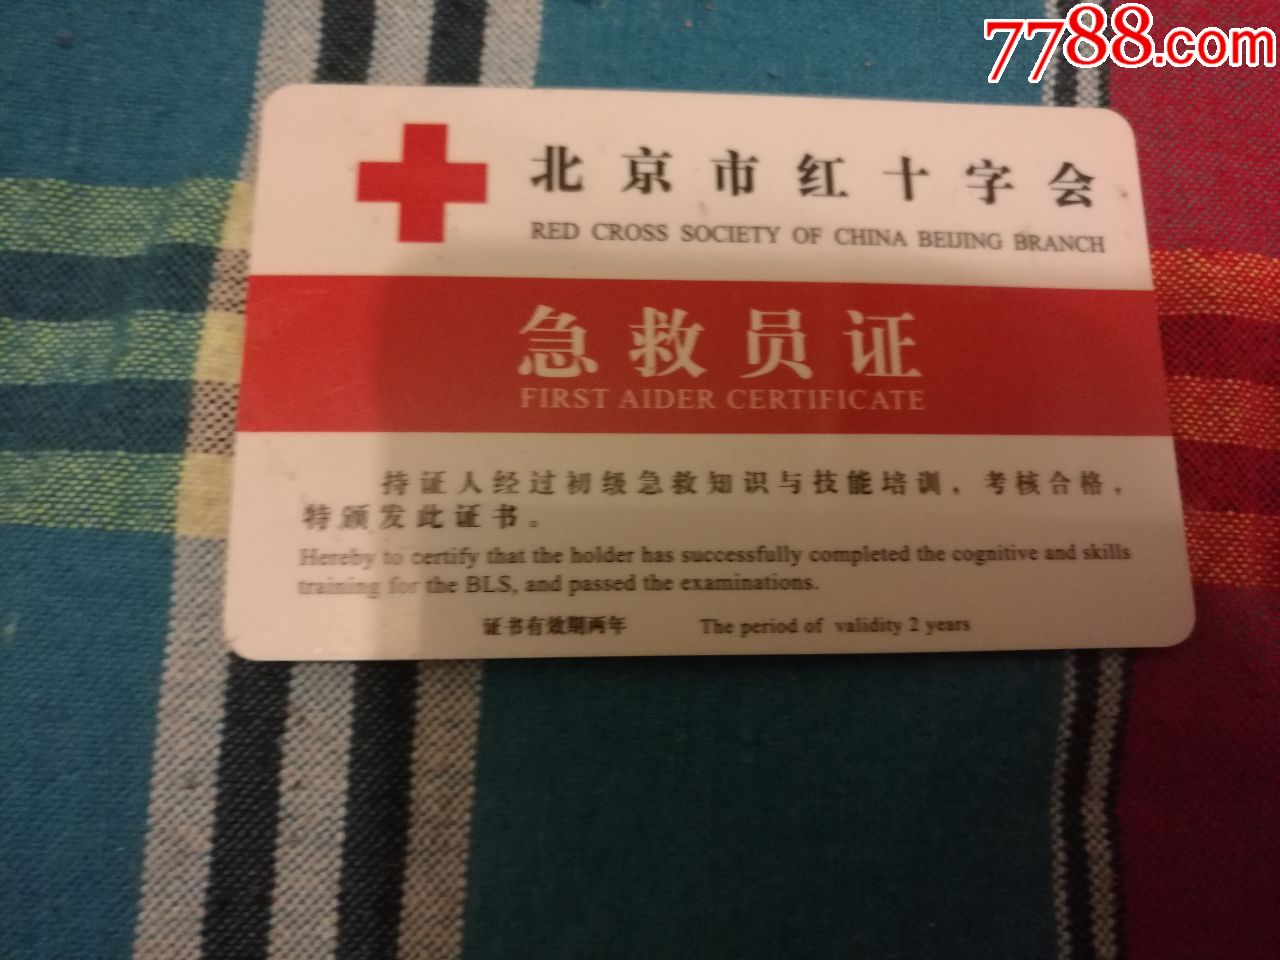 7788.com
北京市红十字会
RED CROSS SOCIETY OF CHINA BEIJING BRANCH
急救员证
FIRST AIDER CERTIFICATE
持证人经过初级急救知识与技能培训，考核合格，
特颁发此证书。
Hereby to certify that the holder has successfully completed the cognitive and skills
training for the BLS, and passed the examinations.
证书有效期两年 The period of validity 2 years